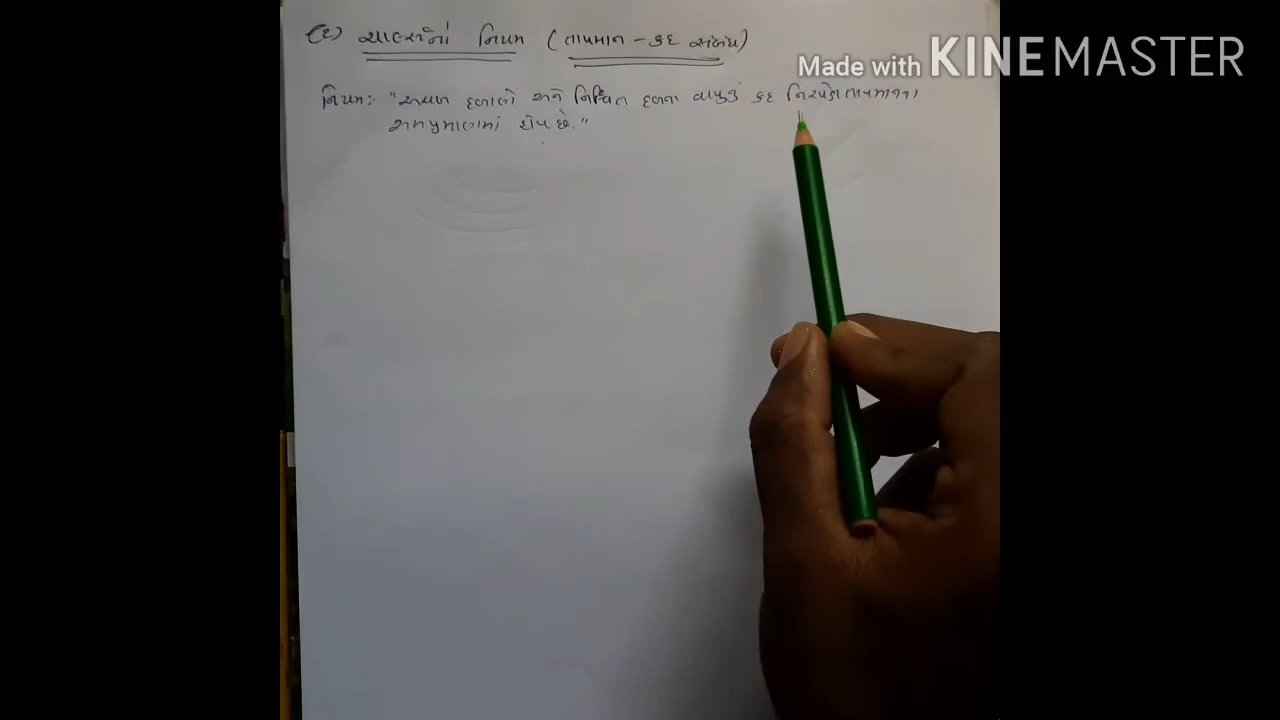 (૨) ચાર્લ્સનો નિયમ (તાપમાન - કદ સંબંધ)
Made with KINEMASTER
નિયમ: "અચળ દબાણે અને નિશ્ચિત દળના વાયુનું કદ નિરપેક્ષ તાપમાનના
સમપ્રમાણમાં હોય છે."